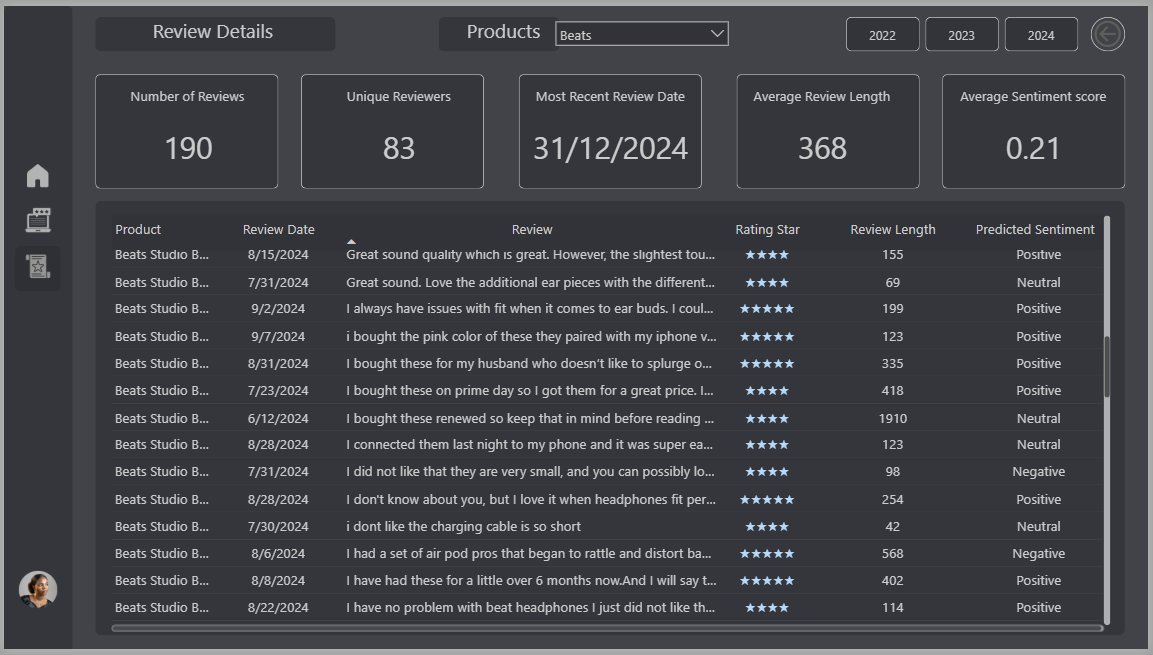 Review Details
Products
Beats
2022
2023
2024
Number of Reviews
190
Unique Reviewers
83
Most Recent Review Date
31/12/2024
Average Review Length
368
Average Sentiment score
0.21
Product Review Date Review Rating Star Review Length Predicted Sentiment
Beats Studio B... 8/15/2024 Great sound quality which is great. However, the slightest tou... ★★★★ 155 Positive
Beats Studio B... 7/31/2024 Great sound. Love the additional ear pieces with the different... ★★★★ 69 Neutral
Beats Studio B... 9/2/2024 I always have issues with fit when it comes to ear buds. I coul... ★★★★★ 199 Positive
Beats Studio B... 9/7/2024 i bought the pink color of these they paired with my iphone v... ★★★★★ 123 Positive
Beats Studio B... 8/31/2024 I bought these for my husband who doesn’t like to splurge o... ★★★★★ 335 Positive
Beats Studio B... 7/23/2024 I bought these on prime day so I got them for a great price. I... ★★★★ 418 Positive
Beats Studio B... 6/12/2024 I bought these renewed so keep that in mind before reading ... ★★★★ 1910 Neutral
Beats Studio B... 8/28/2024 I connected them last night to my phone and it was super ea... ★★★★ 123 Neutral
Beats Studio B... 7/31/2024 I did not like that they are very small, and you can possibly lo... ★★★★ 98 Negative
Beats Studio B... 8/28/2024 I don't know about you, but I love it when headphones fit per... ★★★★★ 254 Positive
Beats Studio B... 7/30/2024 i dont like the charging cable is so short ★★★★ 42 Neutral
Beats Studio B... 8/6/2024 I had a set of air pod pros that began to rattle and distort ba... ★★★★★ 568 Negative
Beats Studio B... 8/8/2024 I have had these for a little over 6 months now.And I will say t... ★★★★★ 402 Positive
Beats Studio B... 8/22/2024 I have no problem with beat headphones I just did not like th... ★★★★ 114 Positive